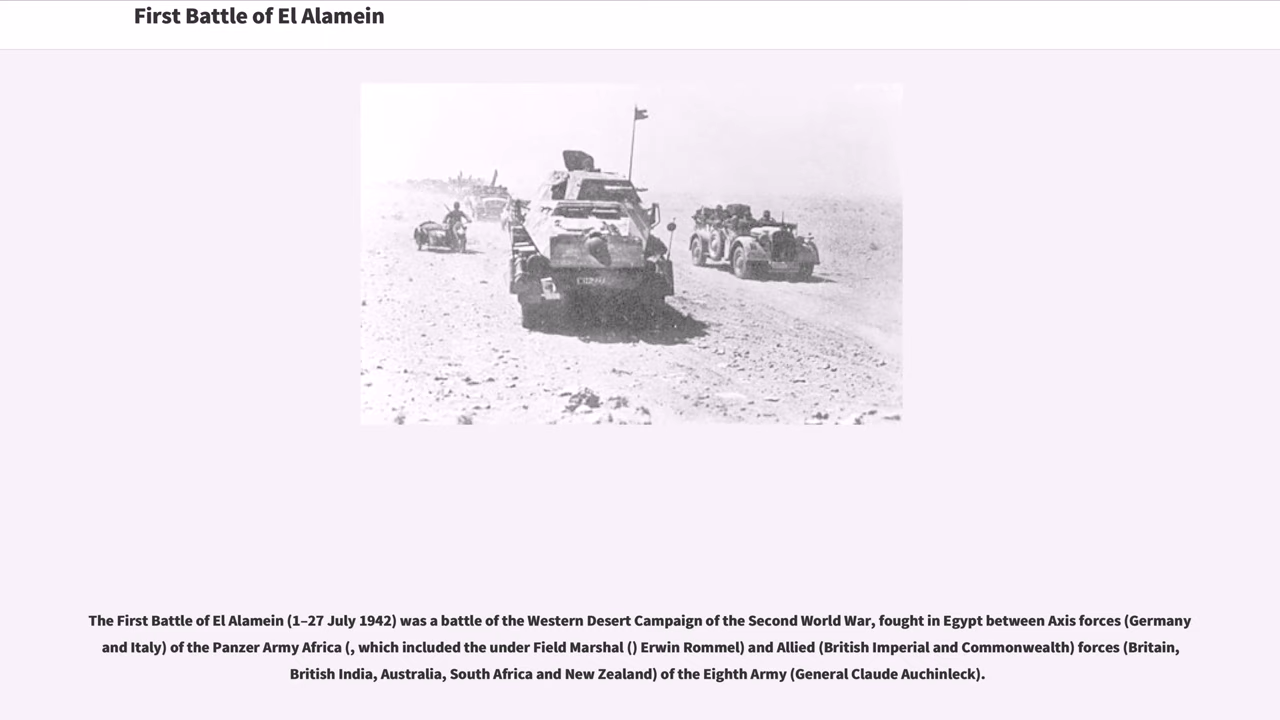 First Battle of El Alamein
The First Battle of El Alamein (1–27 July 1942) was a battle of the Western Desert Campaign of the Second World War, fought in Egypt between Axis forces (Germany
and Italy) of the Panzer Army Africa (, which included the under Field Marshal () Erwin Rommel) and Allied (British Imperial and Commonwealth) forces (Britain,
British India, Australia, South Africa and New Zealand) of the Eighth Army (General Claude Auchinleck).